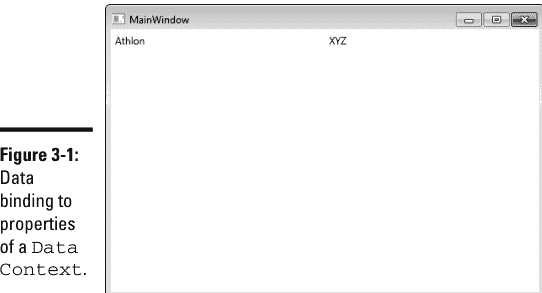 MainWindow
Athlon XYZ
Figure 3-1:
Data
binding to
properties
of a Data
Context.